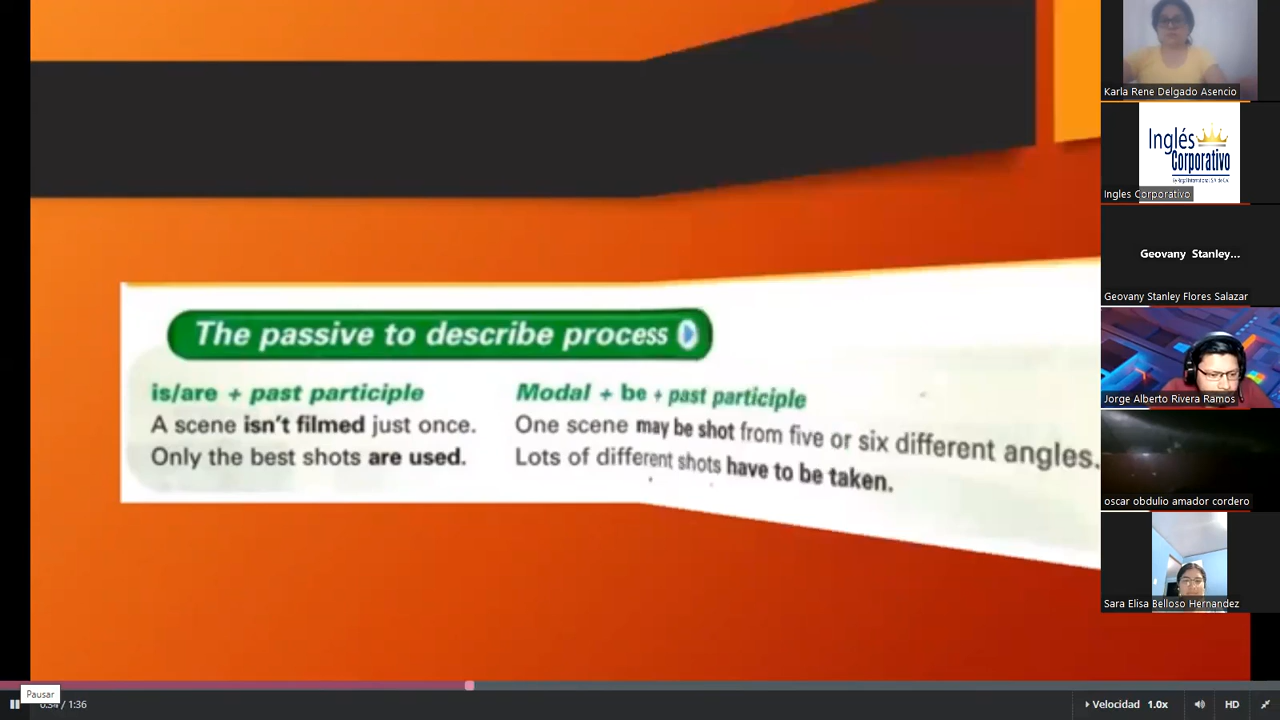 The passive to describe process
is/are + past participle
A scene isn't filmed just once.
Only the best shots are used.
Modal + be + past participle
One scene may be shot from five or six different angles.
Lots of different shots have to be taken.
Karla Rene Delgado Asencio
Inglés
Corporativo
Ingles Corporativo
Geovany Stanley...
Geovany Stanley Flores Salazar
Jorge Alberto Rivera Ramos
oscar obdulio amador cordero
Sara Elisa Belloso Hernandez
Pausar
0:34 / 1:36
Velocidad 1.0x
HD